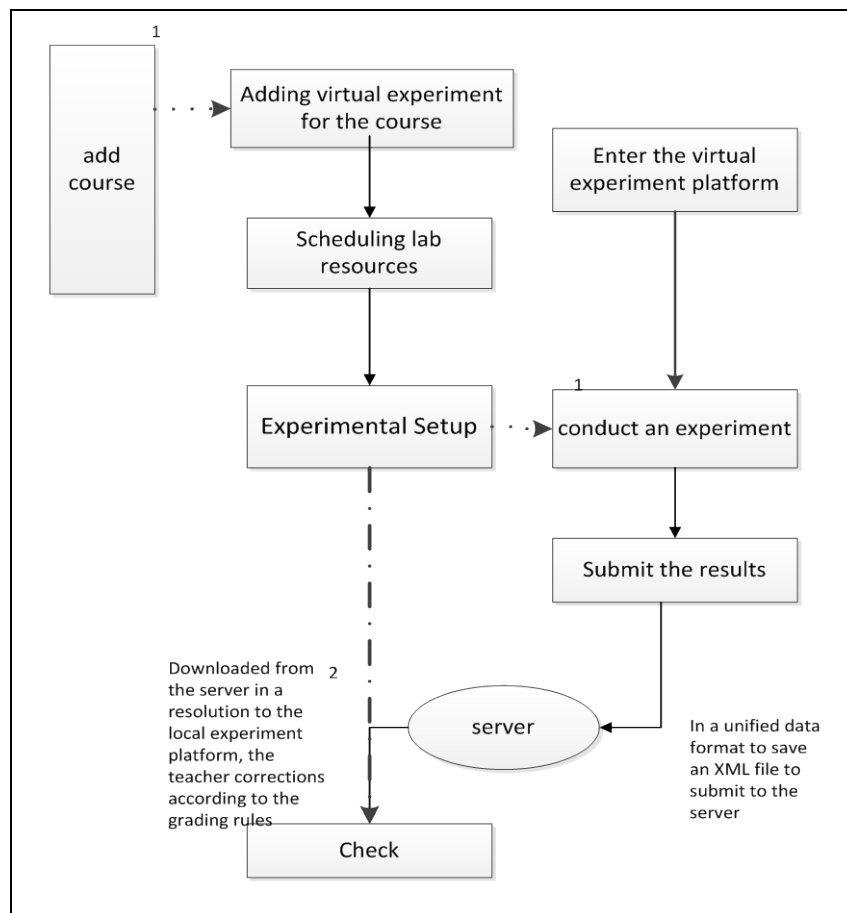 1
add
course
Adding virtual experiment
for the course
Enter the virtual
experiment platform
Scheduling lab
resources
1
Experimental Setup
conduct an experiment
Submit the results
Downloaded from
the server in a
resolution to the
local experiment
platform, the
teacher corrections
according to the
grading rules
2
server
In a unified data
format to save
an XML file to
submit to the
server
Check